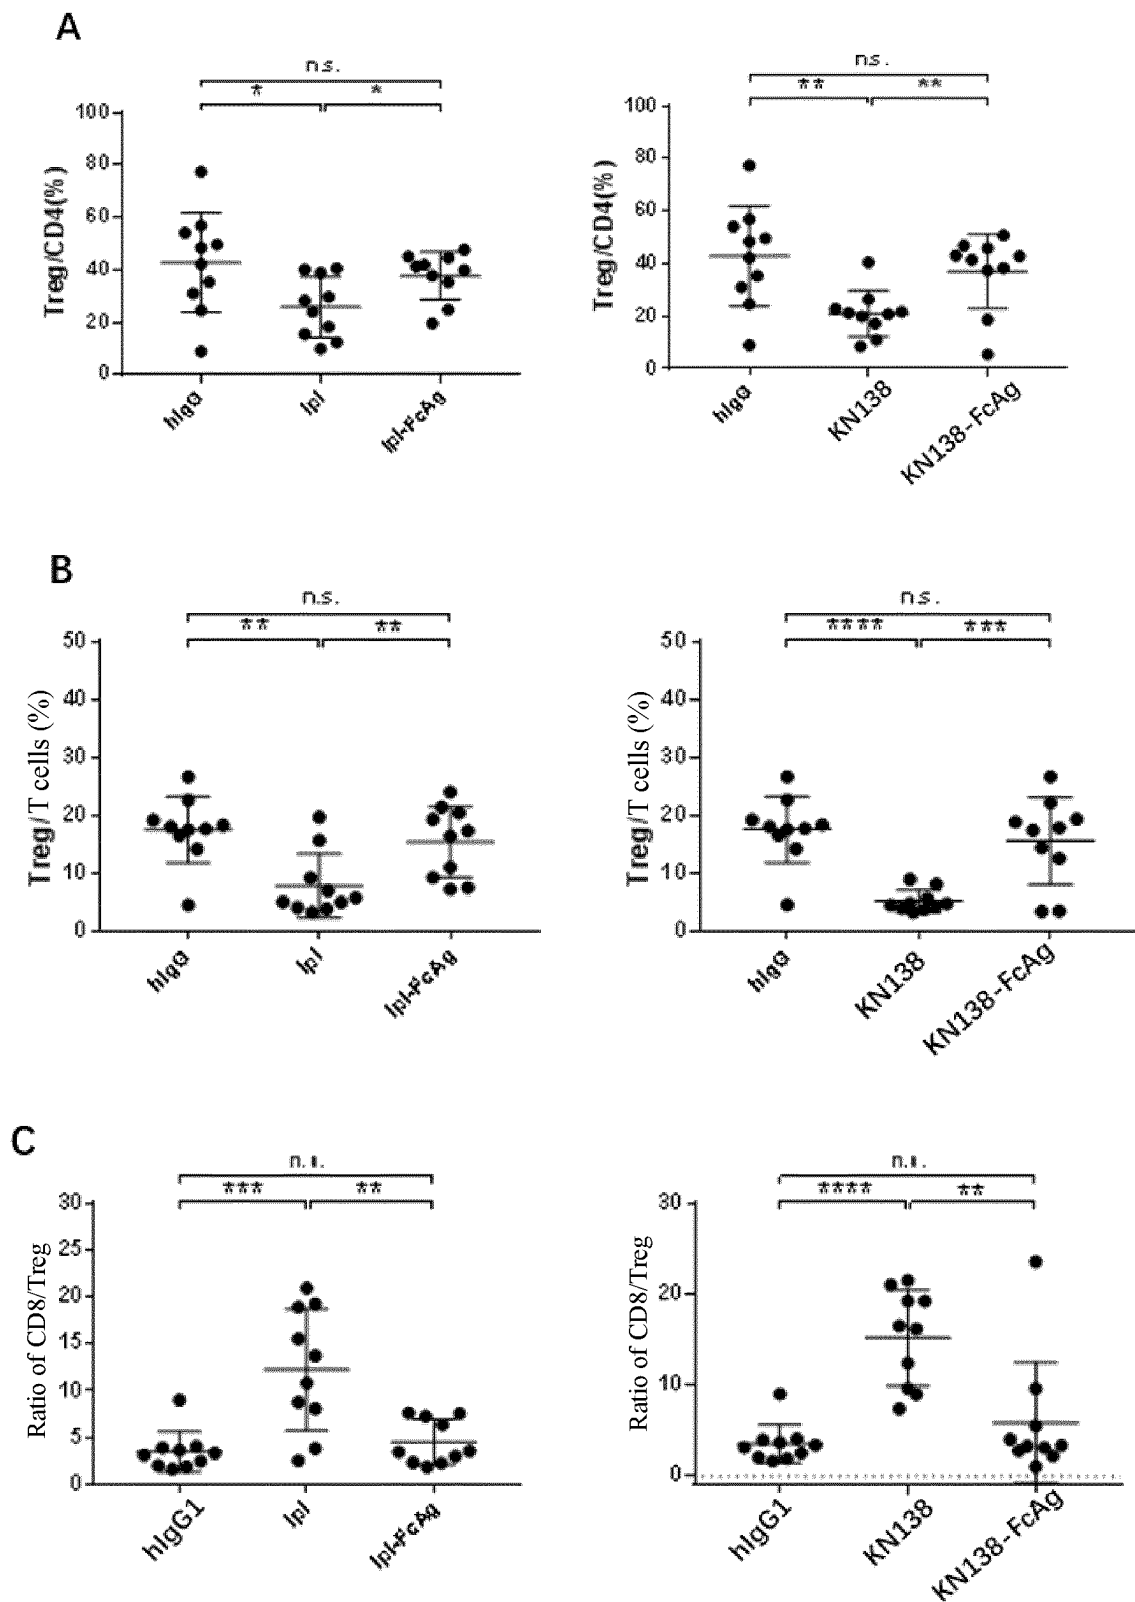 A
n.s.
* *
100
80
60
40
20
0
Treg/CD4(%)
hIgG
IpI
IpI-FcAg
n.s.
** **
100
80
60
40
20
0
Treg/CD4(%)
hIgG
KN138
KN138-FcAg
B
n.s.
** **
50
40
30
20
10
0
Treg/T cells (%)
hIgG
IpI
IpI-FcAg
n.s.
**** ***
50
40
30
20
10
0
Treg/T cells (%)
hIgG
KN138
KN138-FcAg
C
*** **
30
25
20
15
10
5
0
Ratio of CD8/Treg
hIgG1
IpI
IpI-FcAg
**** **
30
20
10
0
Ratio of CD8/Treg
hIgG1
KN138
KN138-FcAg